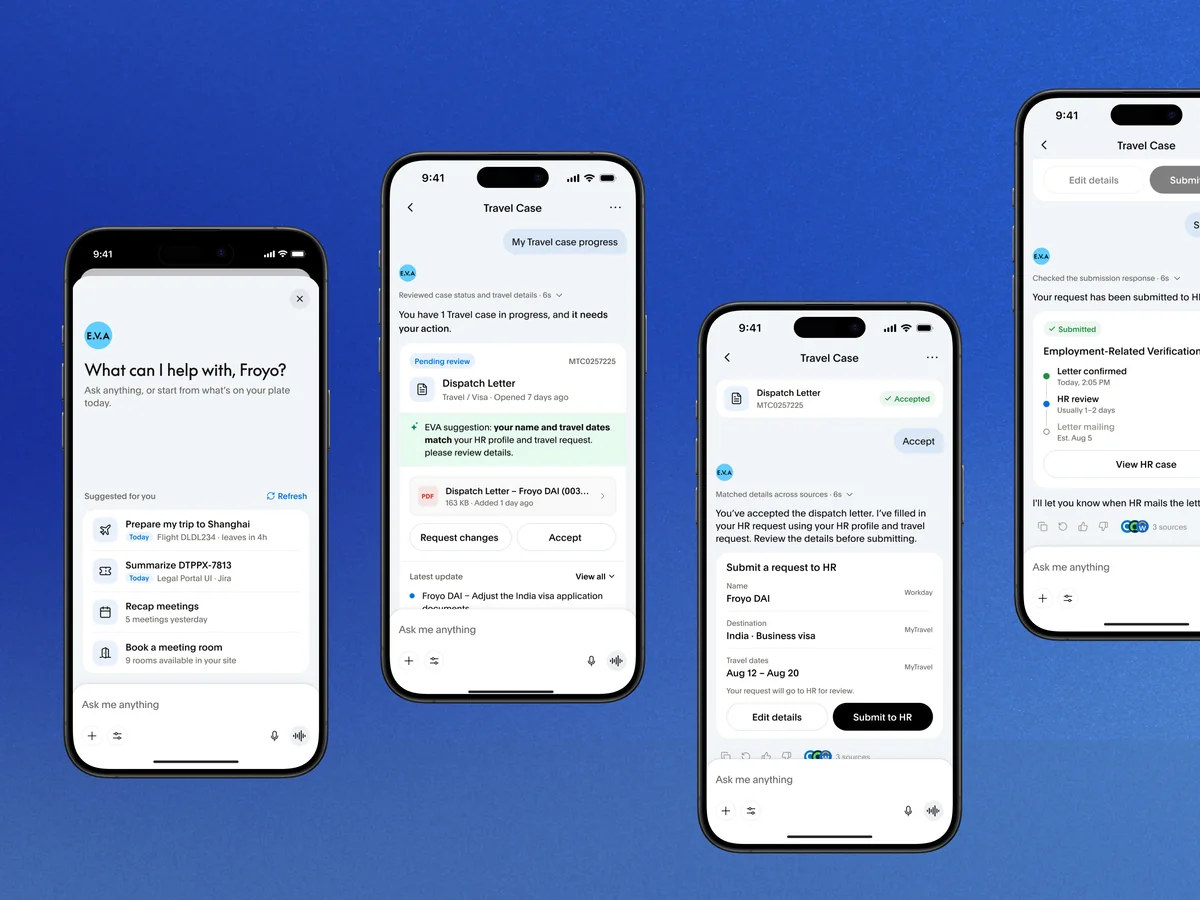 9:41
E.V.A
What can I help with, Froyo?
Ask anything, or start from what's on your plate
today.
Suggested for you
Refresh
Prepare my trip to Shanghai
Today Flight DLDL234 · leaves in 4h
Summarize DTPPX-7813
Today Legal Portal UI · Jira
Recap meetings
5 meetings yesterday
Book a meeting room
9 rooms available in your site
Ask me anything
9:41
Travel Case
My Travel case progress
E.V.A
Reviewed case status and travel details · 6s
You have 1 Travel case in progress, and it needs
your action.
Pending review
MTC0257225
Dispatch Letter
Travel / Visa · Opened 7 days ago
EVA suggestion: your name and travel dates
match your HR profile and travel request.
please review details.
PDF
Dispatch Letter – Froyo DAI (003...
163 KB · Added 1 day ago
Request changes
Accept
Latest update
View all
Froyo DAI – Adjust the India visa application
documents
Ask me anything
9:41
Travel Case
Dispatch Letter
MTC0257225
Accepted
Accept
E.V.A
Matched details across sources · 6s
You've accepted the dispatch letter. I've filled in
your HR request using your HR profile and travel
request. Review the details before submitting.
Submit a request to HR
Name
Froyo DAI
Workday
Destination
India · Business visa
MyTravel
Travel dates
Aug 12 – Aug 20
MyTravel
Your request will go to HR for review.
Edit details
Submit to HR
3 sources
Ask me anything
9:41
Travel Case
Edit details
Submi
S
E.V.A
Checked the submission response · 6s
Your request has been submitted to H
Submitted
Employment-Related Verification
Letter confirmed
Today, 2:05 PM
HR review
Usually 1–2 days
Letter mailing
Est. Aug 5
View HR case
I'll let you know when HR mails the lett
3 sources
Ask me anything